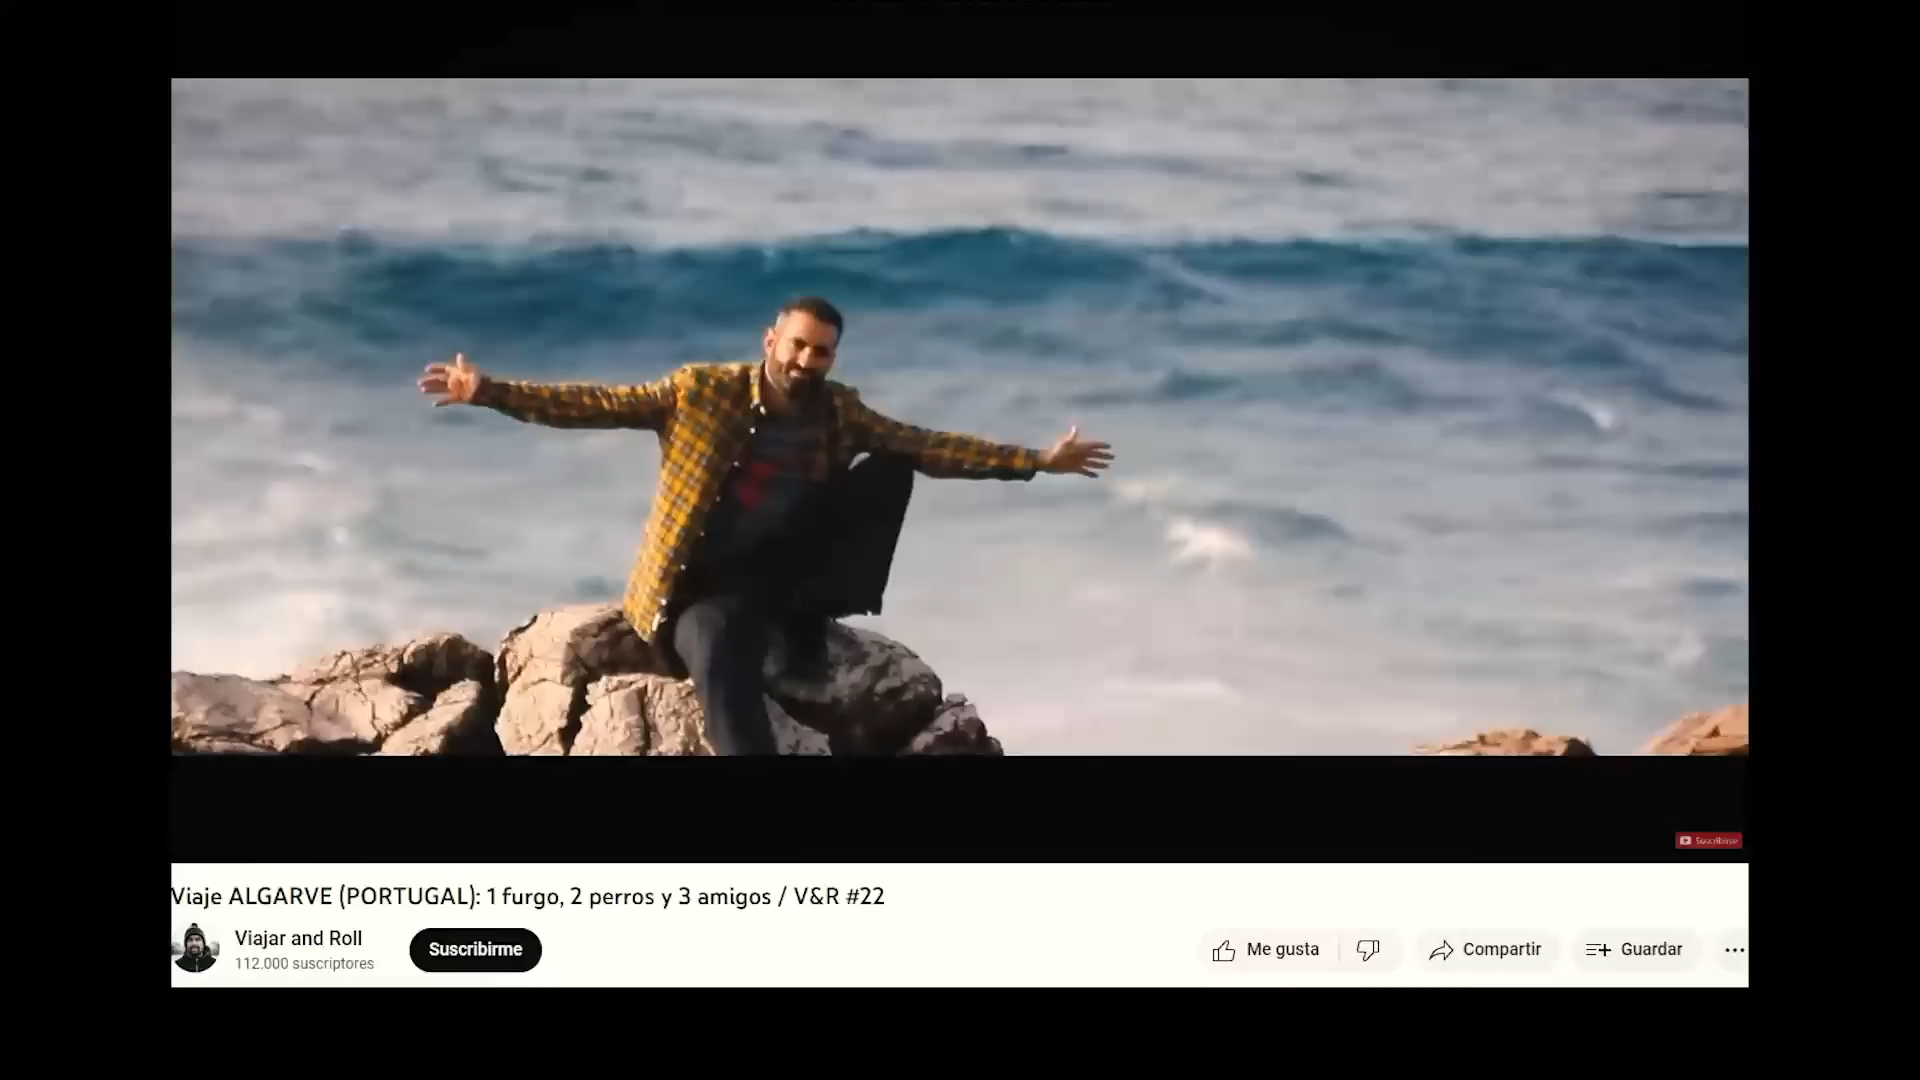 Suscribirse
Viaje ALGARVE (PORTUGAL): 1 furgo, 2 perros y 3 amigos / V&R #22
Viajar and Roll
112.000 suscriptores
Suscribirme
Me gusta
Compartir
Guardar